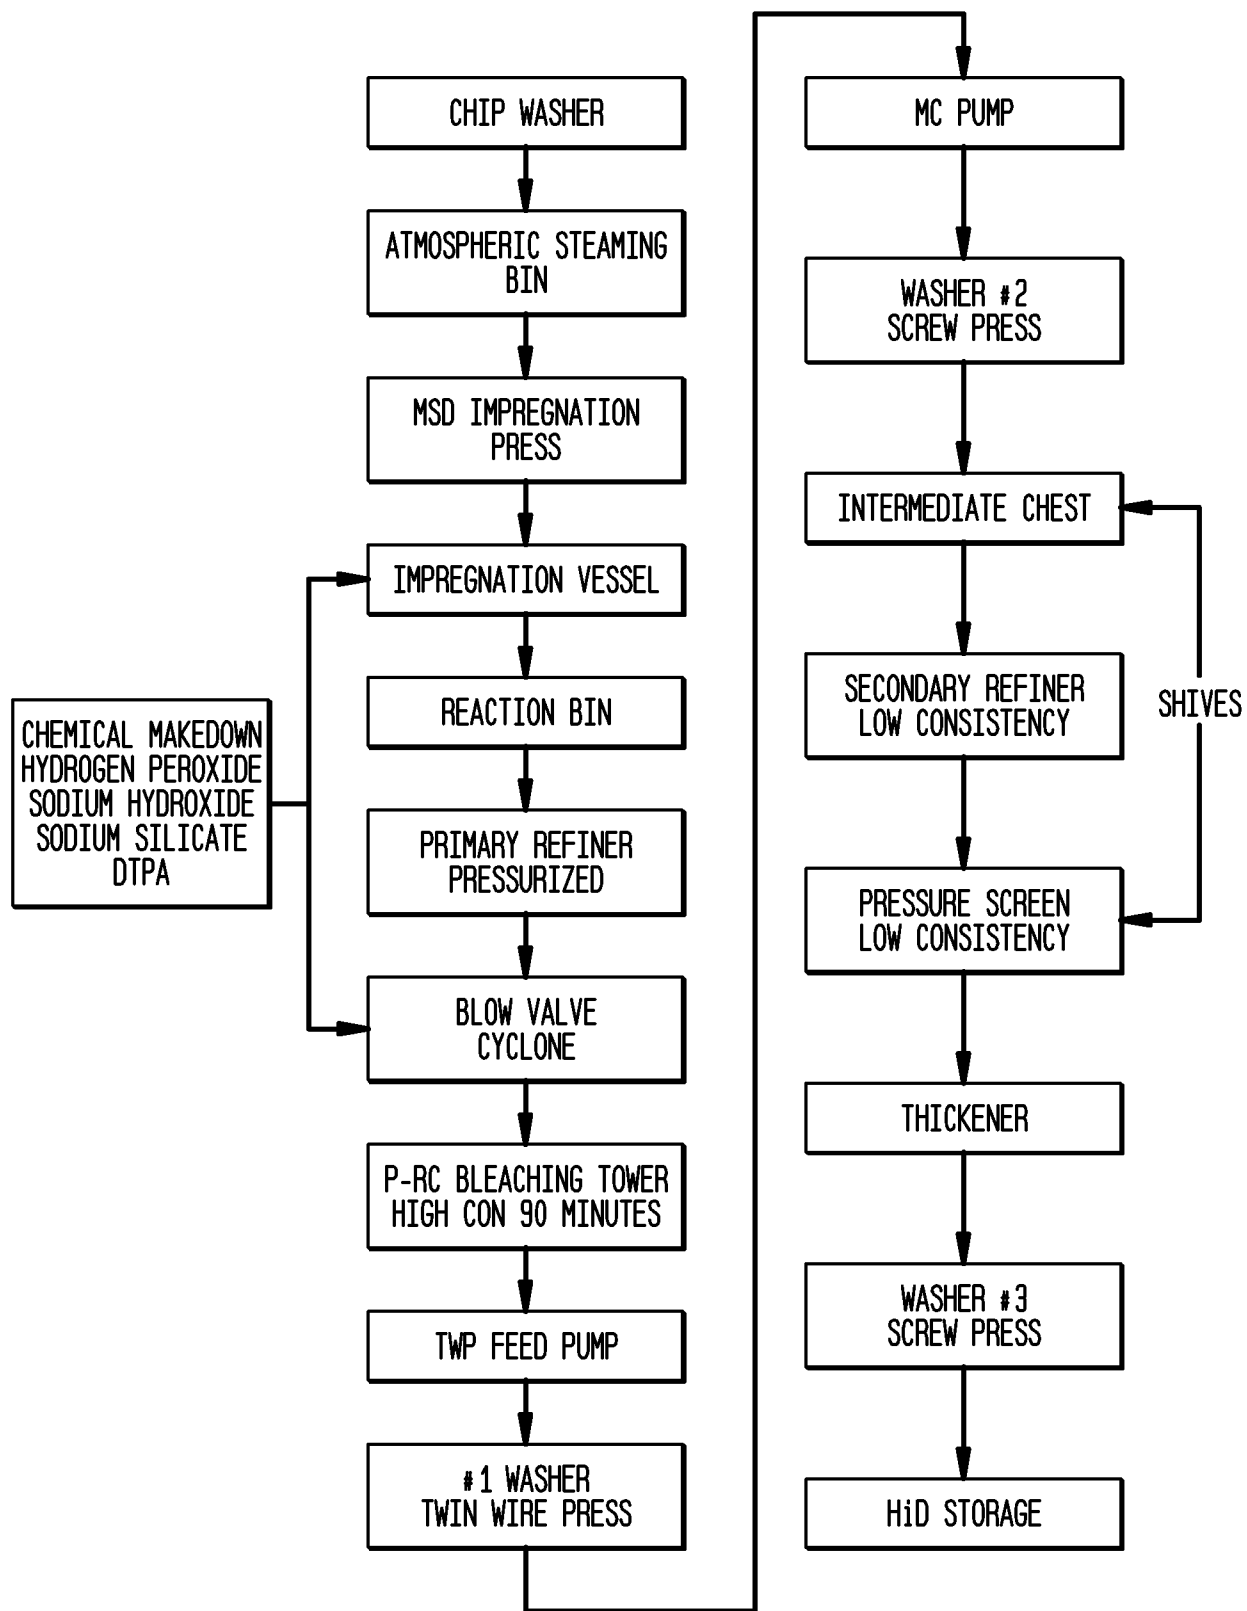 CHIP WASHER
ATMOSPHERIC STEAMING
BIN
MSD IMPREGNATION
PRESS
IMPREGNATION VESSEL
REACTION BIN
CHEMICAL MAKEDOWN
HYDROGEN PEROXIDE
SODIUM HYDROXIDE
SODIUM SILICATE
DTPA
PRIMARY REFINER
PRESSURIZED
BLOW VALVE
CYCLONE
P-RC BLEACHING TOWER
HIGH CON 90 MINUTES
TWP FEED PUMP
#1 WASHER
TWIN WIRE PRESS
MC PUMP
WASHER #2
SCREW PRESS
INTERMEDIATE CHEST
SECONDARY REFINER
LOW CONSISTENCY
SHIVES
PRESSURE SCREEN
LOW CONSISTENCY
THICKENER
WASHER #3
SCREW PRESS
HiD STORAGE